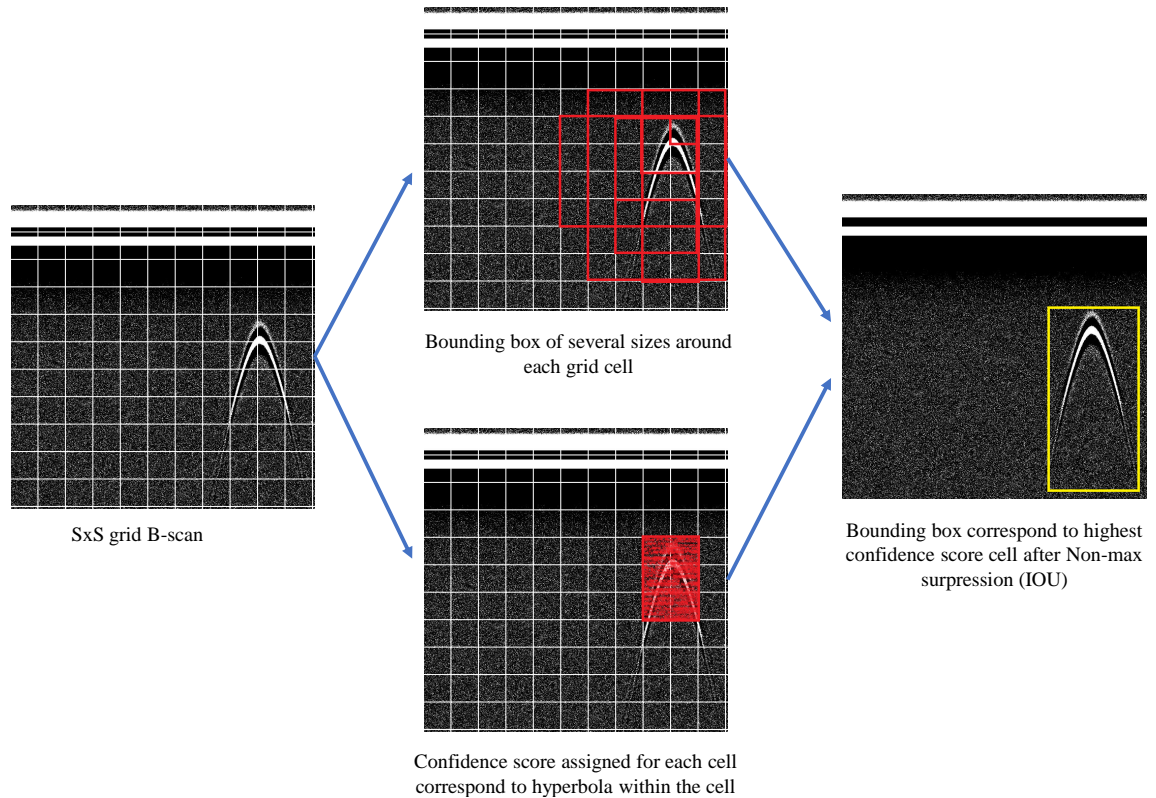 SxS grid B-scan
Bounding box of several sizes around
each grid cell
Confidence score assigned for each cell
correspond to hyperbola within the cell
Bounding box correspond to highest
confidence score cell after Non-max
surpression (IOU)